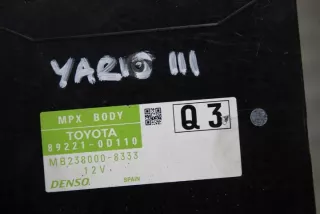 YARIS III
MPX BODY
TOYOTA
89221-0D110
MB238000-8333
12V
DENSO SPAIN
Q3